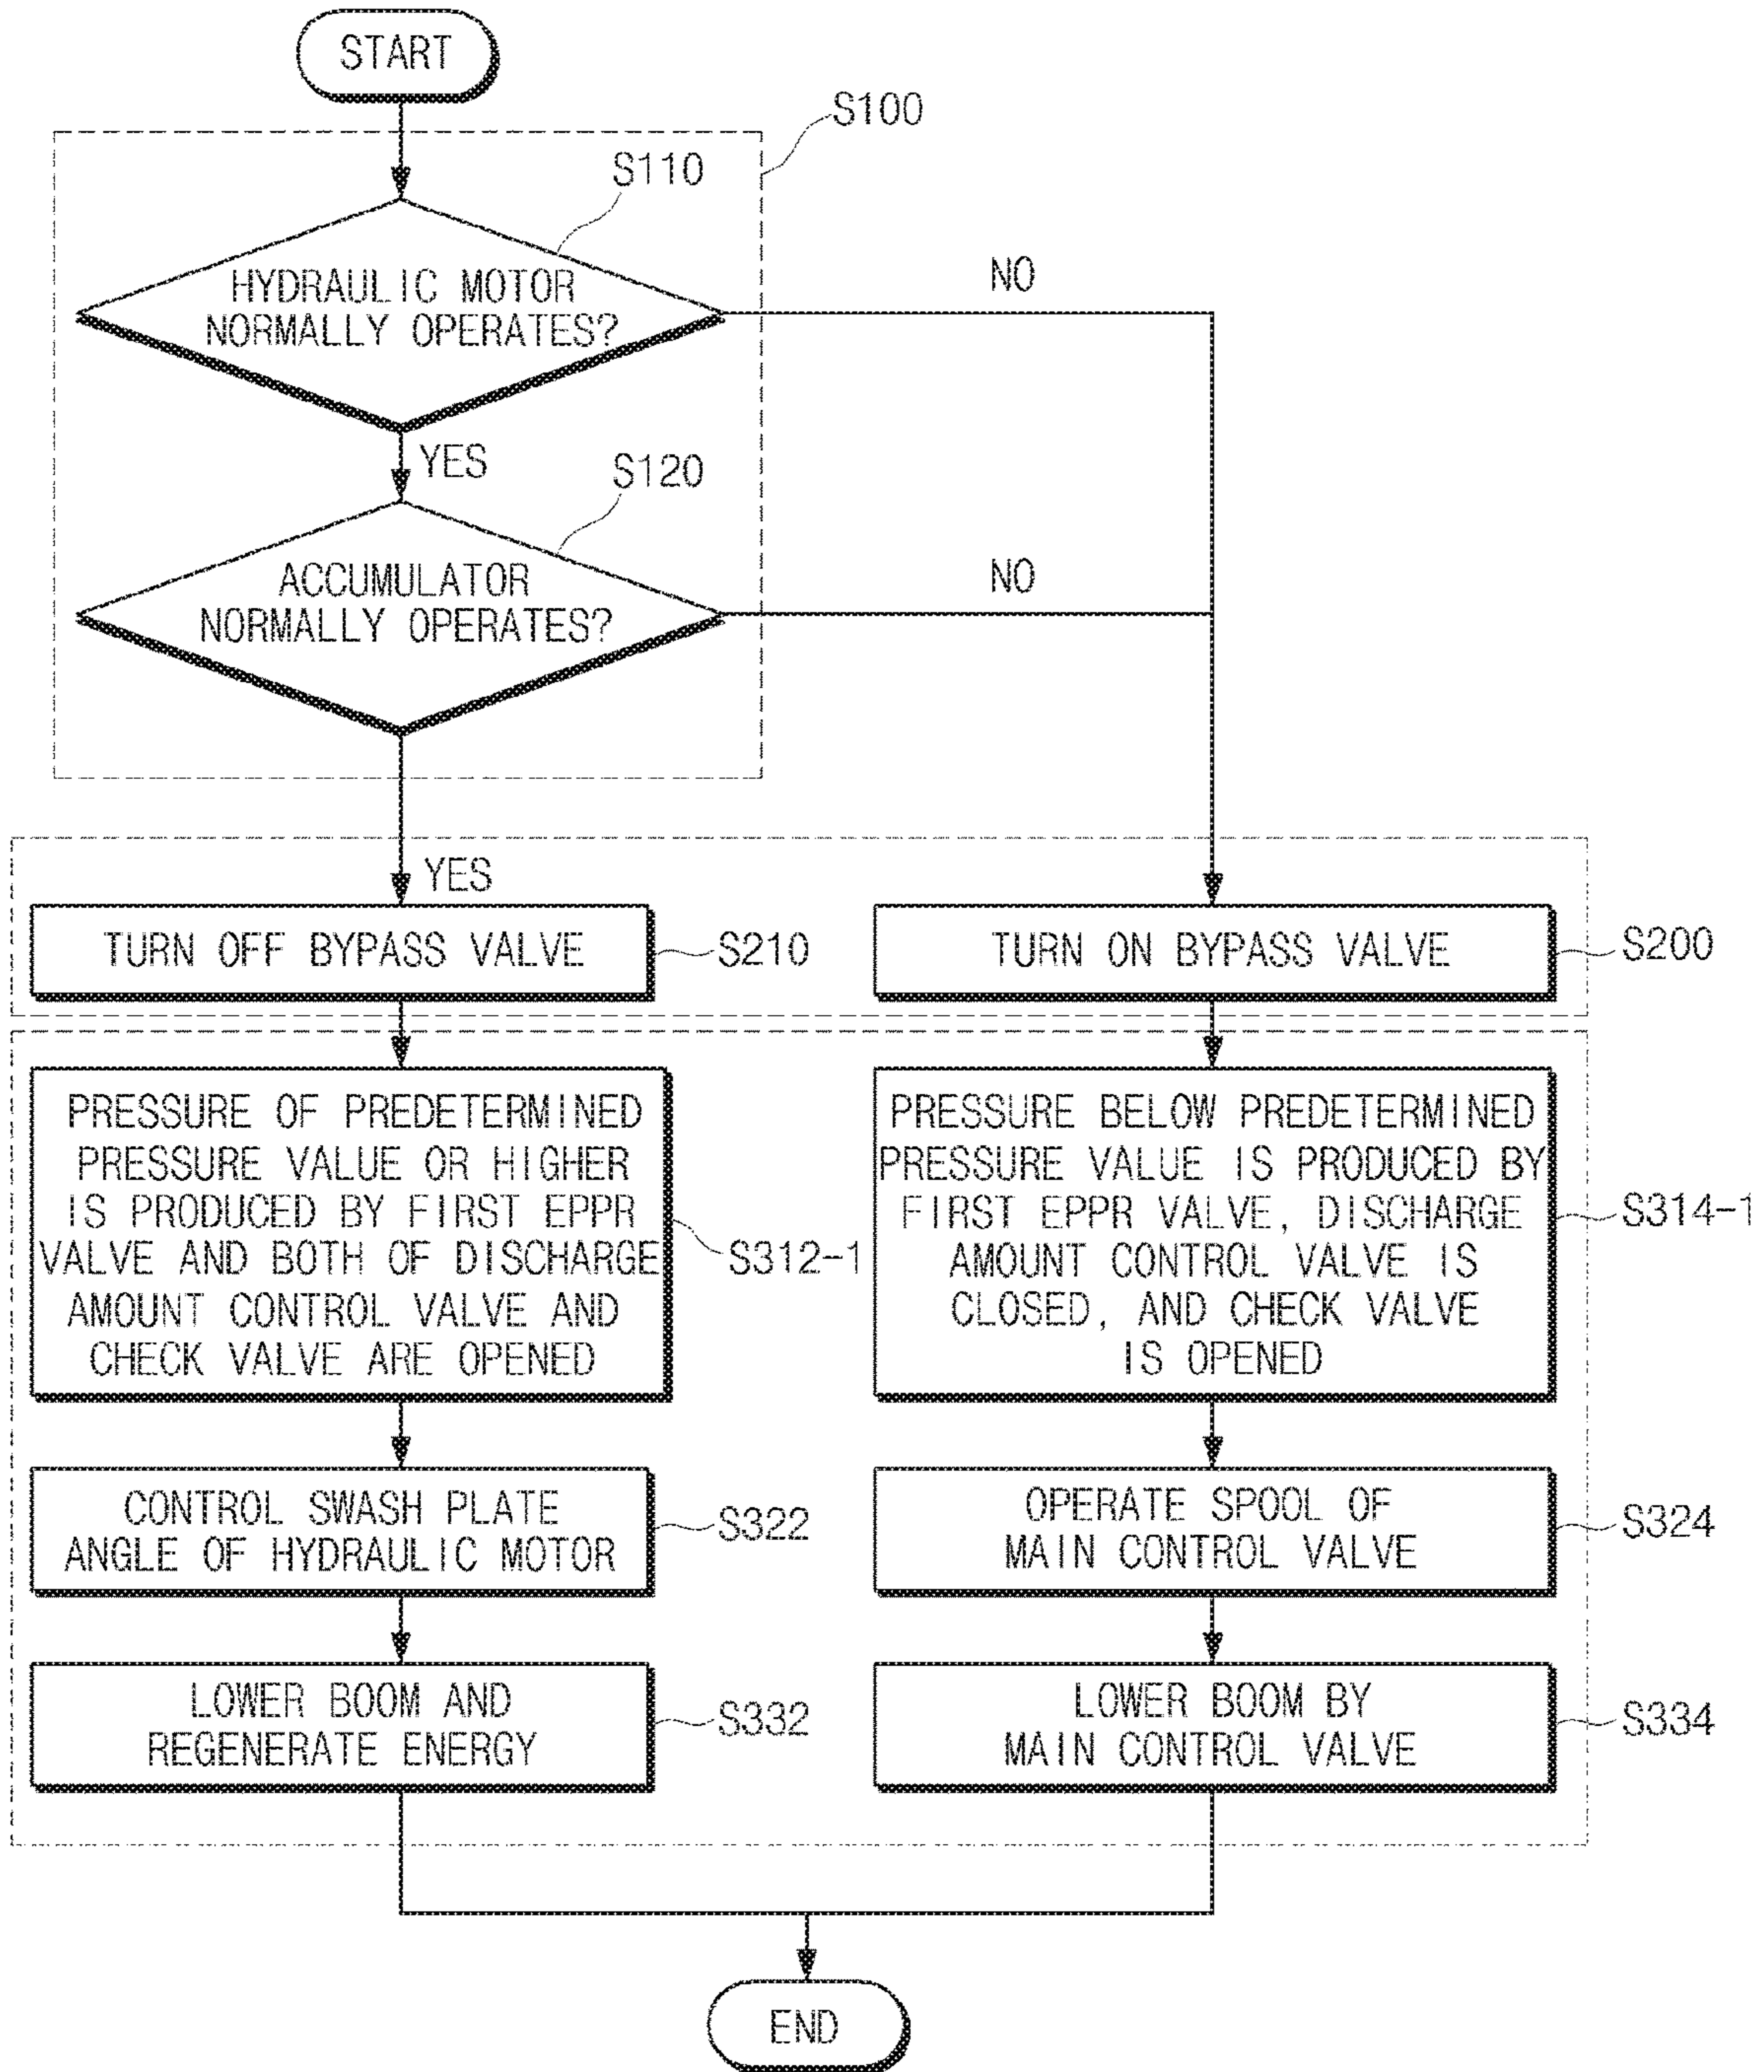 START
S100
S110
HYDRAULIC MOTOR
NORMALLY OPERATES?
NO
YES
S120
ACCUMULATOR
NORMALLY OPERATES?
NO
YES
TURN OFF BYPASS VALVE
S210
TURN ON BYPASS VALVE
S200
PRESSURE OF PREDETERMINED
PRESSURE VALUE OR HIGHER
IS PRODUCED BY FIRST EPPR
VALVE AND BOTH OF DISCHARGE
AMOUNT CONTROL VALVE AND
CHECK VALVE ARE OPENED
S312-1
PRESSURE BELOW PREDETERMINED
PRESSURE VALUE IS PRODUCED BY
FIRST EPPR VALVE, DISCHARGE
AMOUNT CONTROL VALVE IS
CLOSED, AND CHECK VALVE
IS OPENED
S314-1
CONTROL SWASH PLATE
ANGLE OF HYDRAULIC MOTOR
S322
OPERATE SPOOL OF
MAIN CONTROL VALVE
S324
LOWER BOOM AND
REGENERATE ENERGY
S332
LOWER BOOM BY
MAIN CONTROL VALVE
S334
END